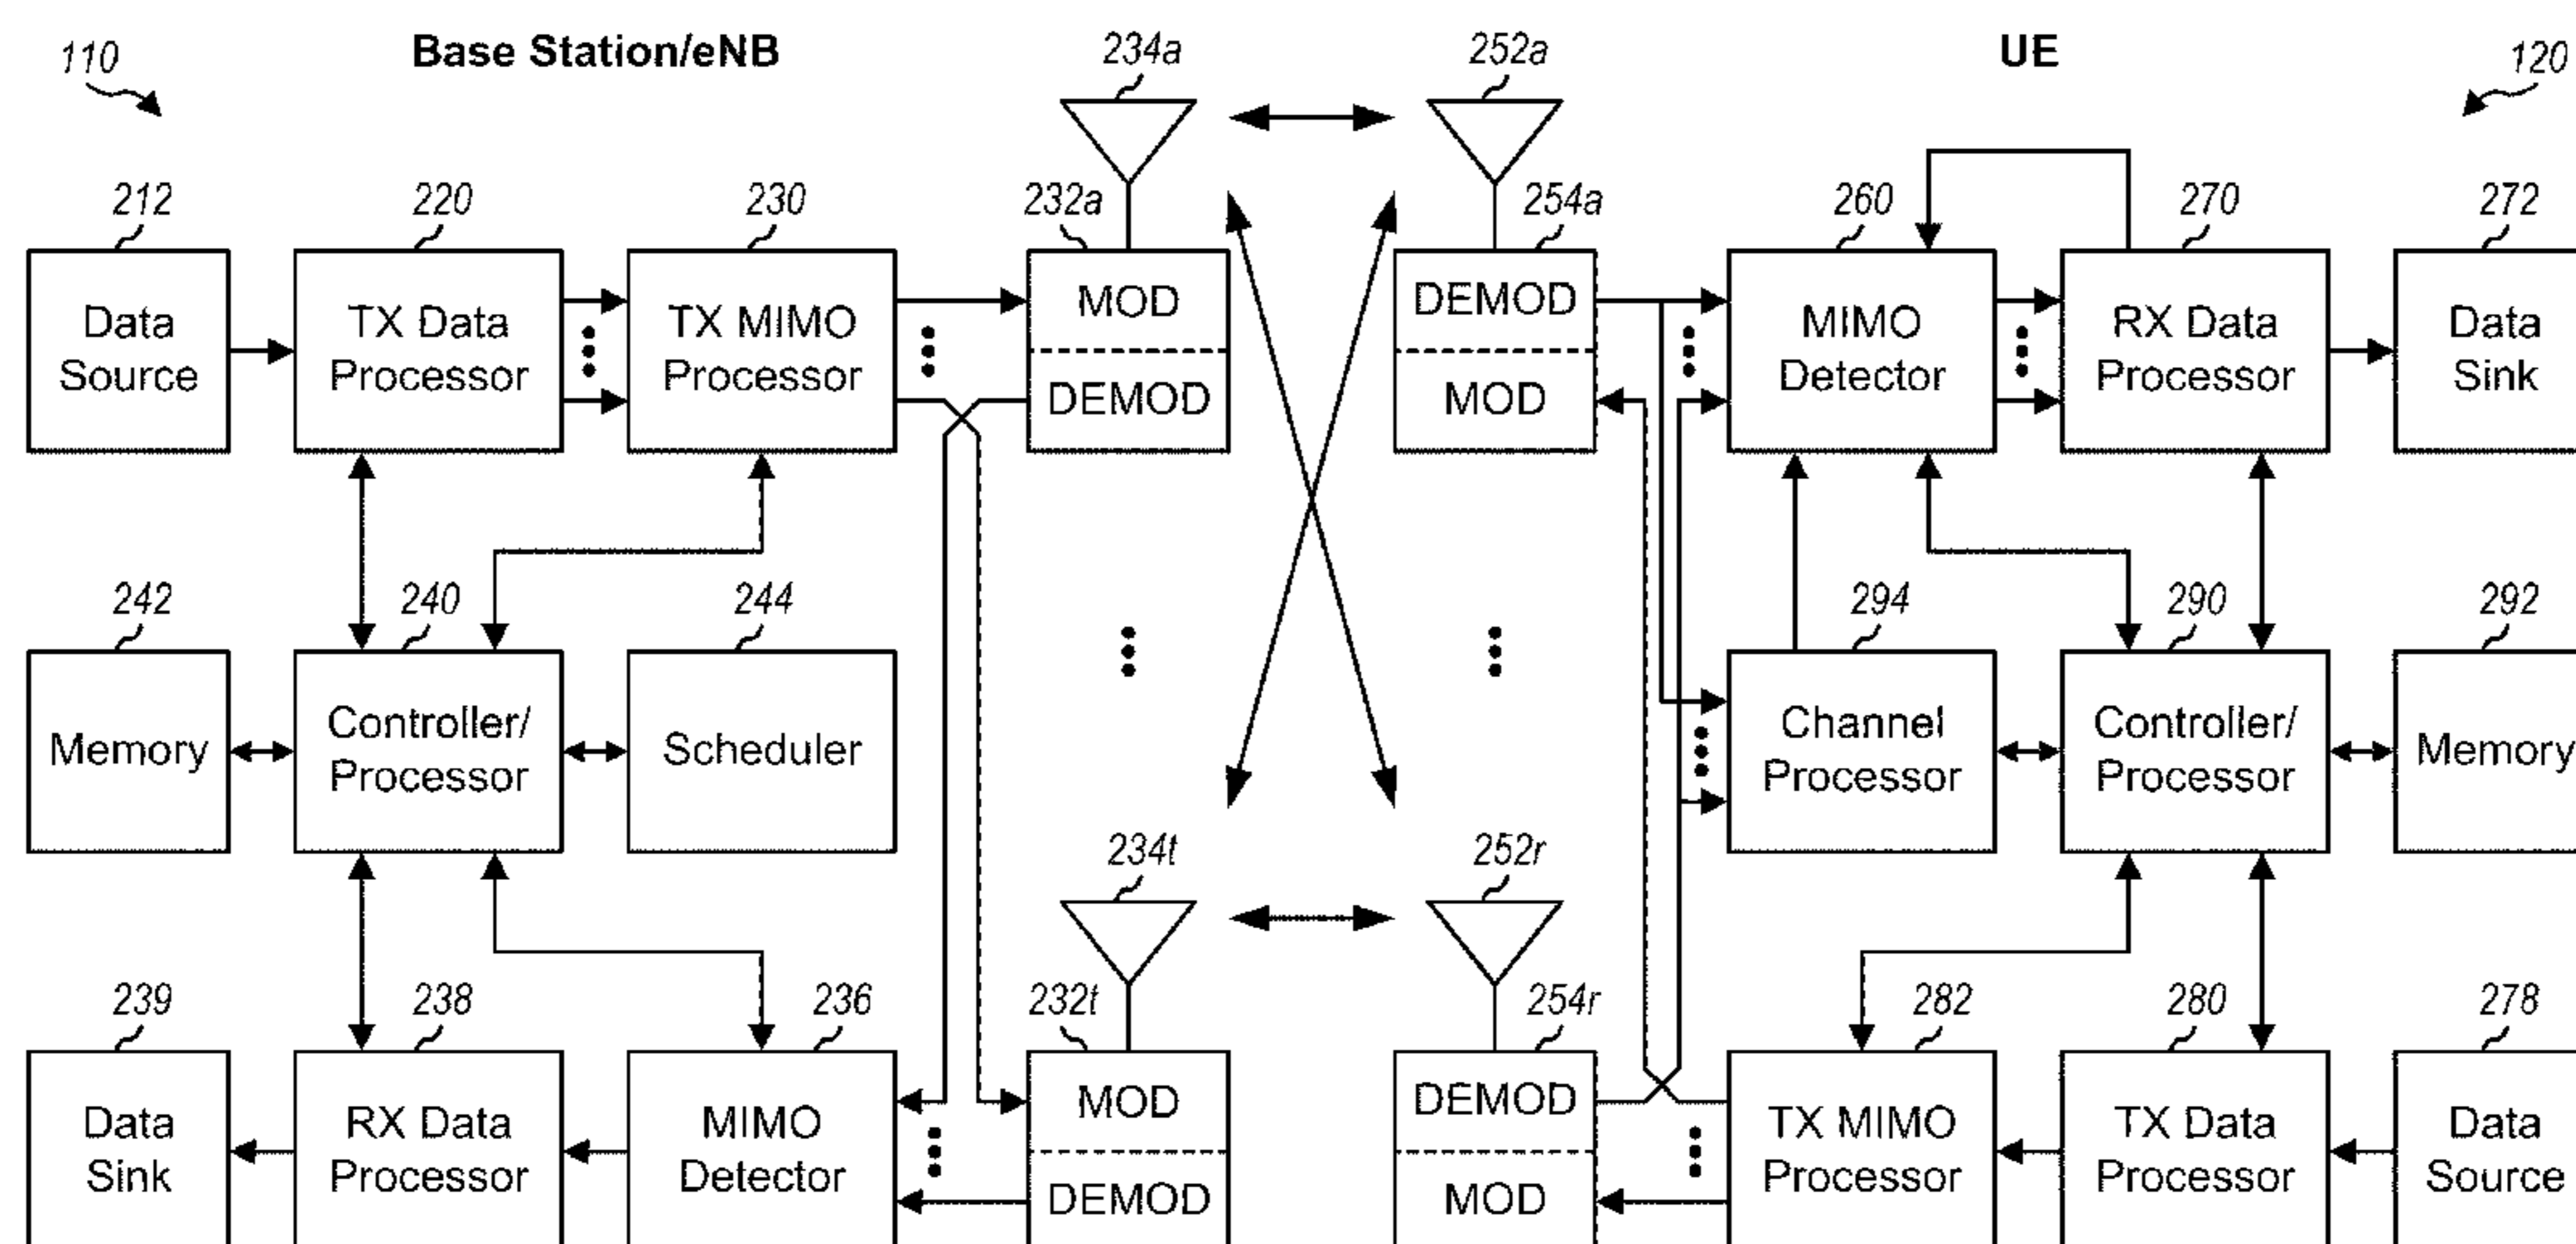 110
Base Station/eNB
234a
252a
UE
120
212
220
230
232a
254a
260
270
272
Data
Source
TX Data
Processor
TX MIMO
Processor
MOD
DEMOD
DEMOD
MOD
MIMO
Detector
RX Data
Processor
Data
Sink
242
240
244
294
290
292
Memory
Controller/
Processor
Scheduler
Channel
Processor
Controller/
Processor
Memory
234t
252r
239
238
236
232t
254r
282
280
278
Data
Sink
RX Data
Processor
MIMO
Detector
MOD
DEMOD
DEMOD
MOD
TX MIMO
Processor
TX Data
Processor
Data
Source